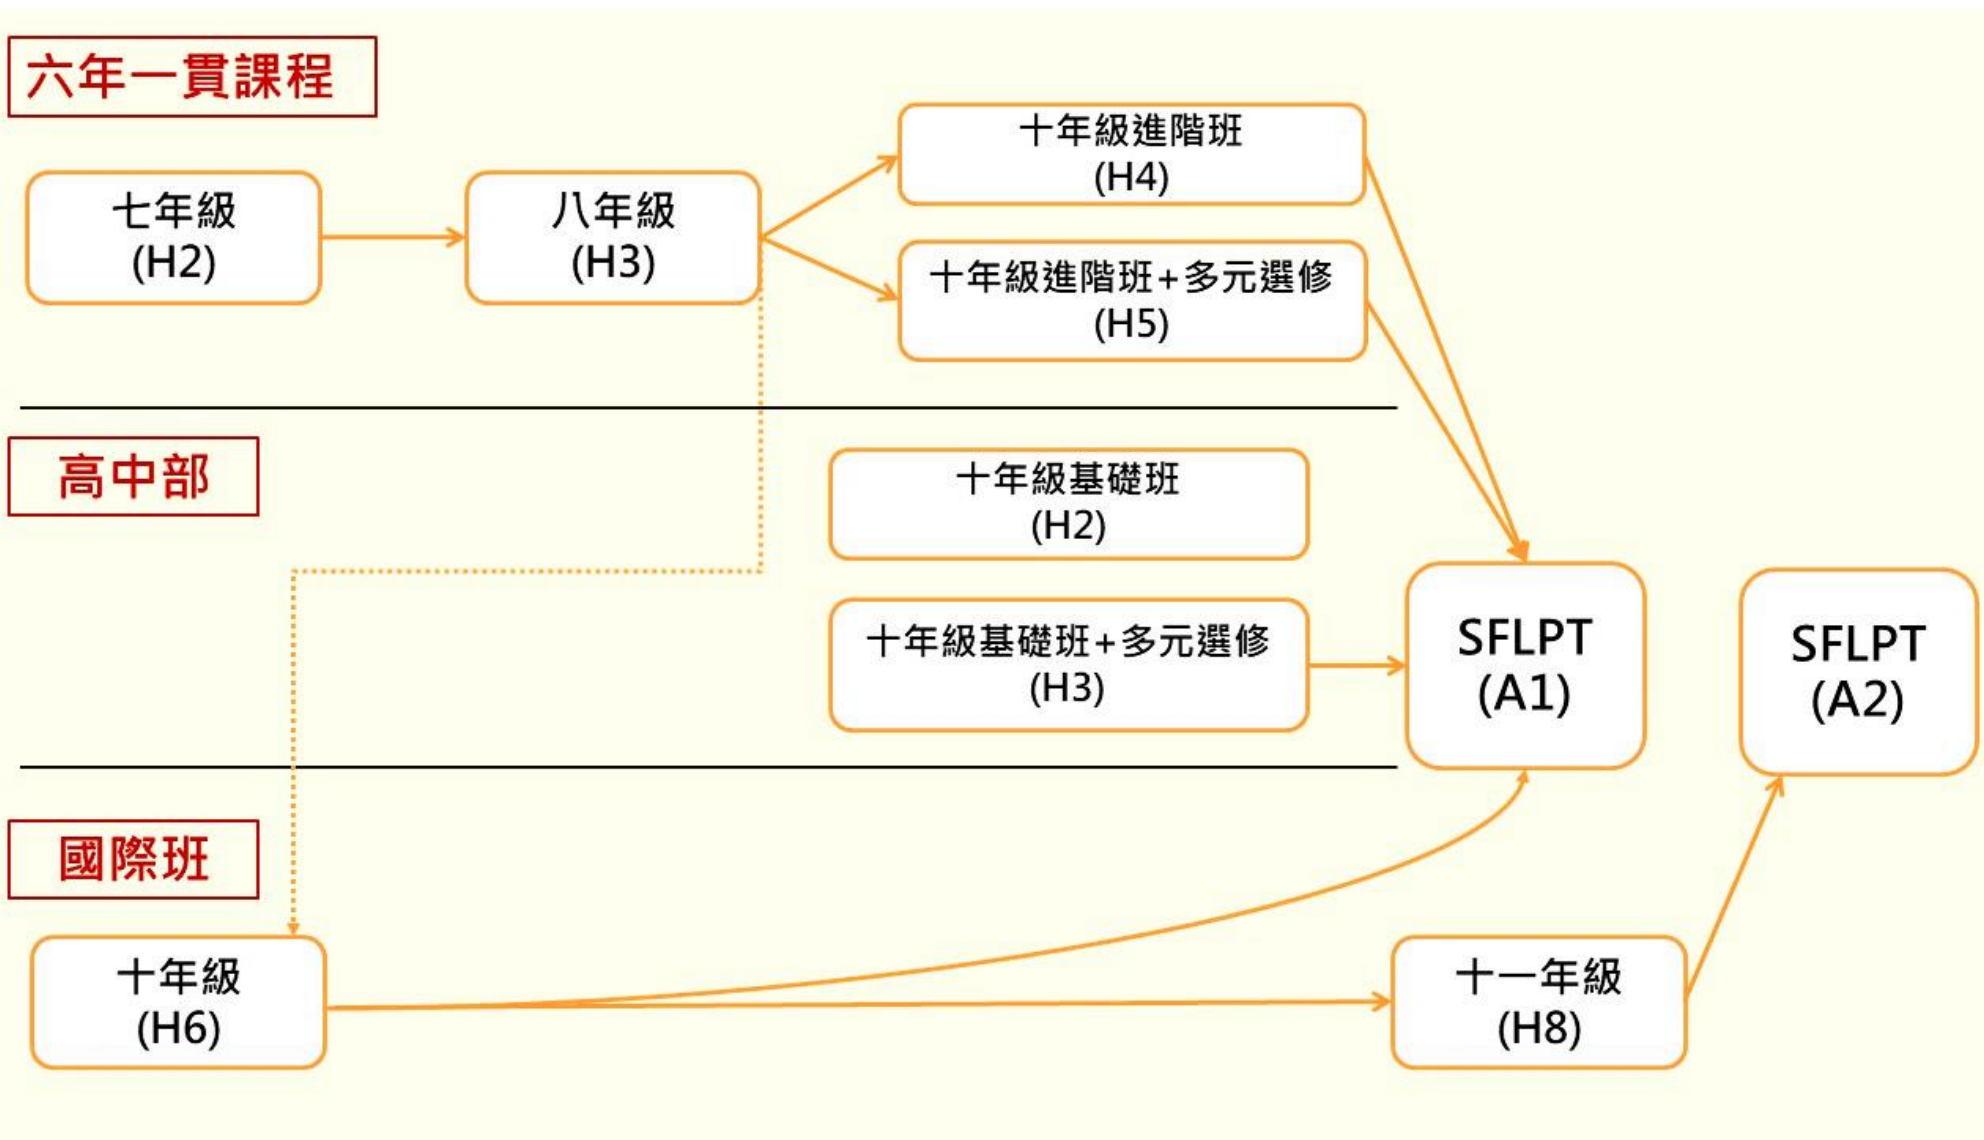 六年一貫課程
七年級
(H2)
八年級
(H3)
十年級進階班
(H4)
十年級進階班+多元選修
(H5)
高中部
十年級基礎班
(H2)
十年級基礎班+多元選修
(H3)
SFLPT
(A1)
SFLPT
(A2)
國際班
十年級
(H6)
十一年級
(H8)